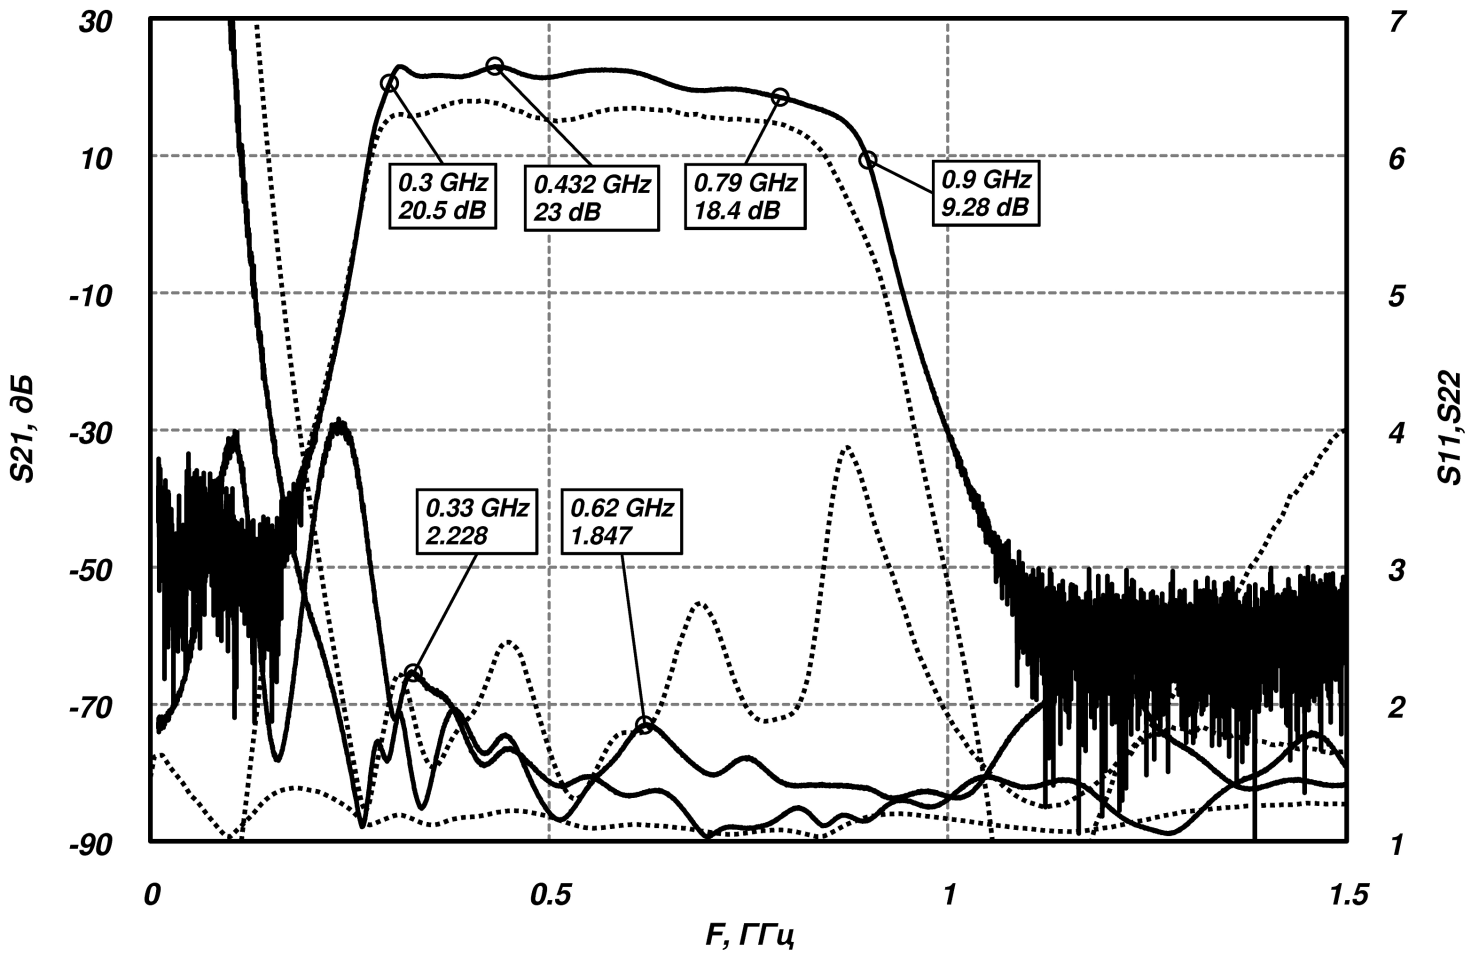 30
10
-10
-30
-50
-70
-90
S21, дБ
7
6
5
4
3
2
1
S11,S22
0.3 GHz
20.5 dB
0.432 GHz
23 dB
0.79 GHz
18.4 dB
0.9 GHz
9.28 dB
0.33 GHz
2.228
0.62 GHz
1.847
0
0.5
1
1.5
F, ГГц